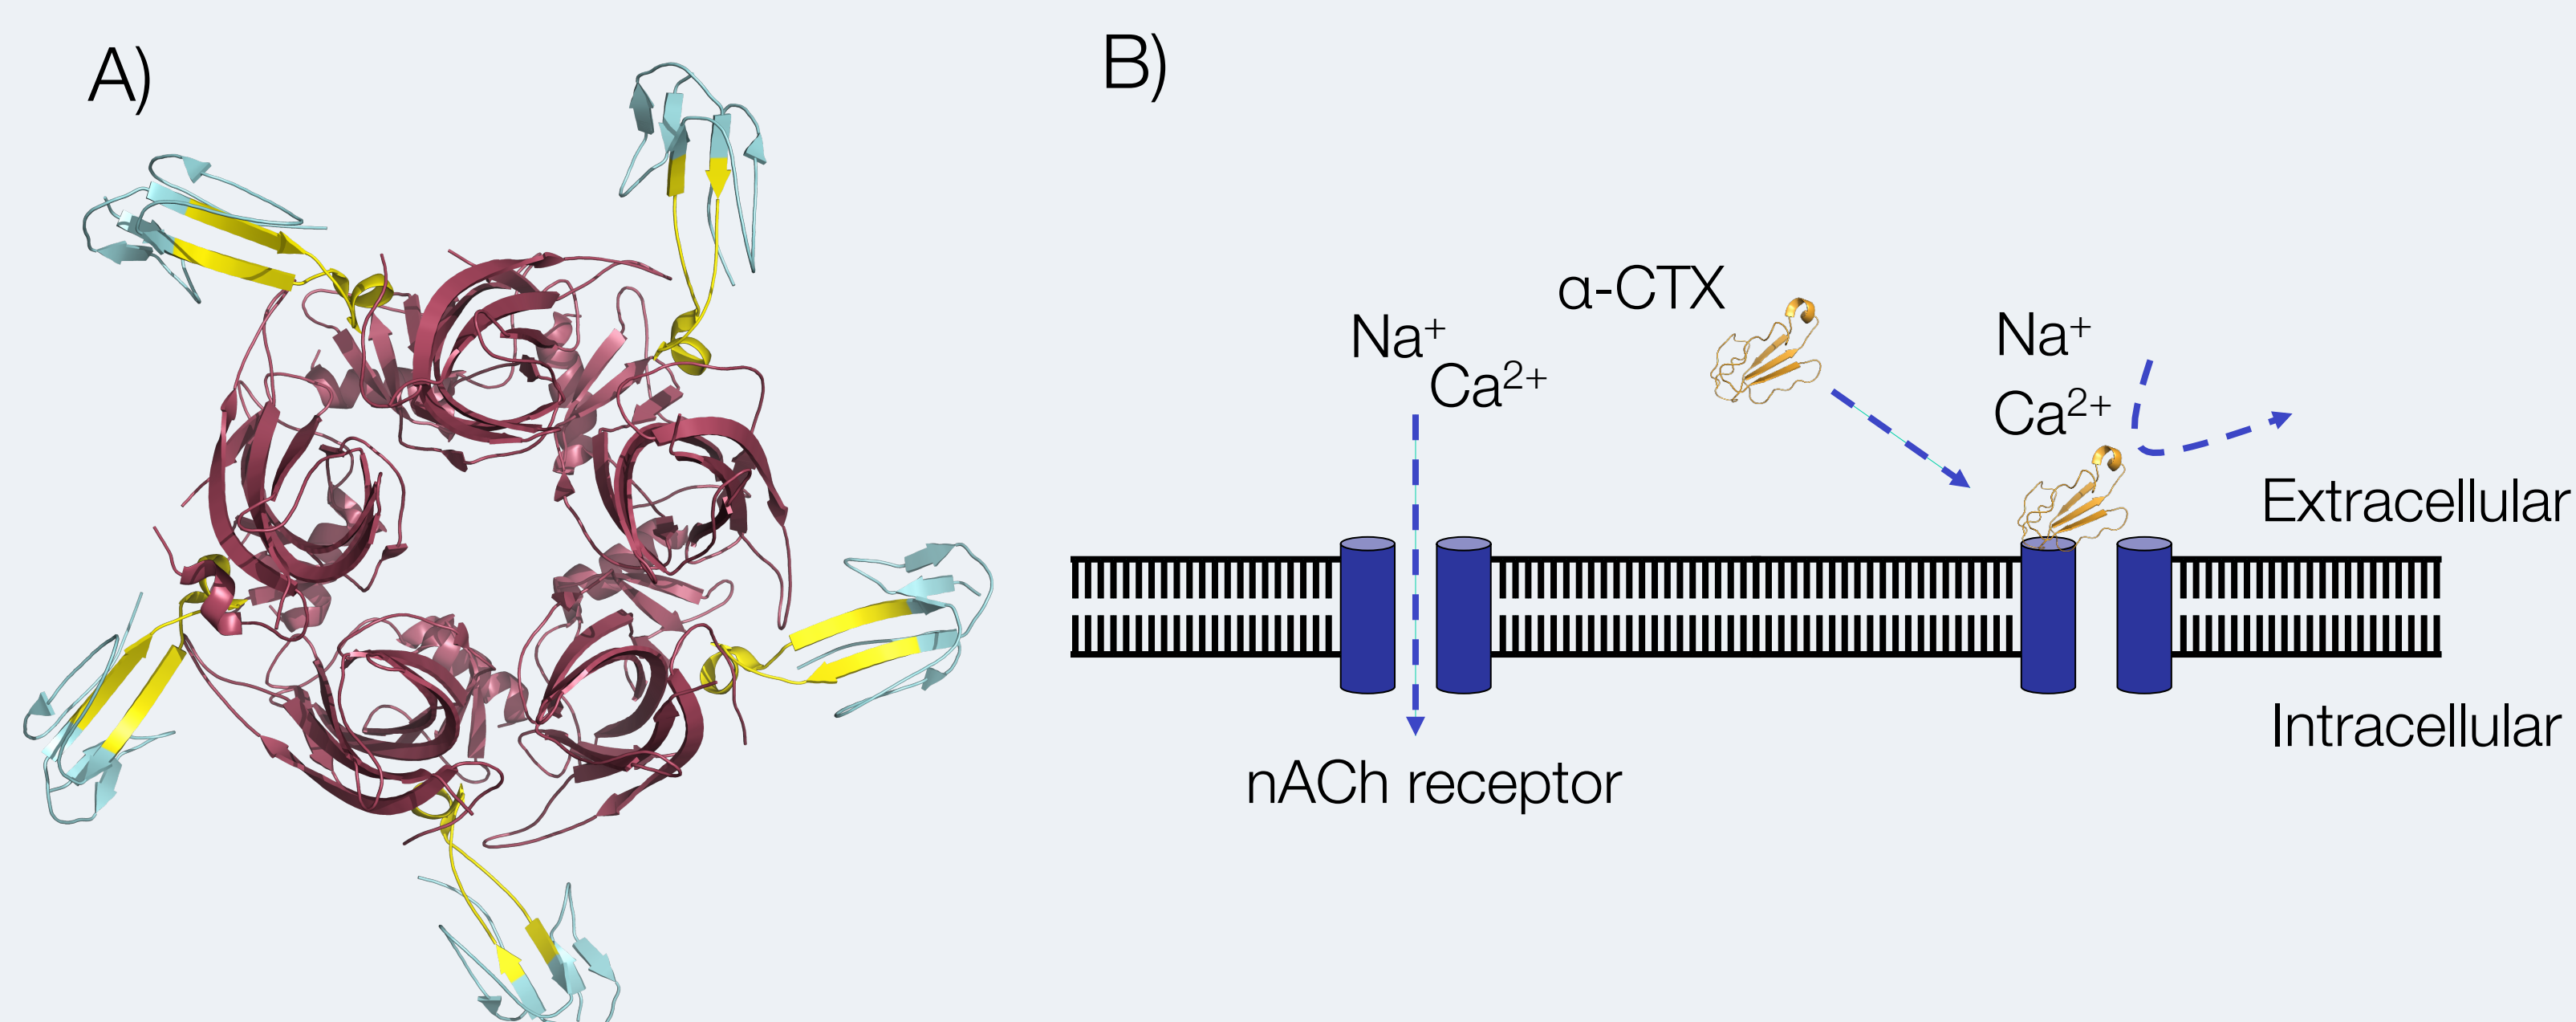 A)
B)
α-CTX
Na⁺
Ca²⁺
Na⁺
Ca²⁺
Extracellular
Intracellular
nACh receptor